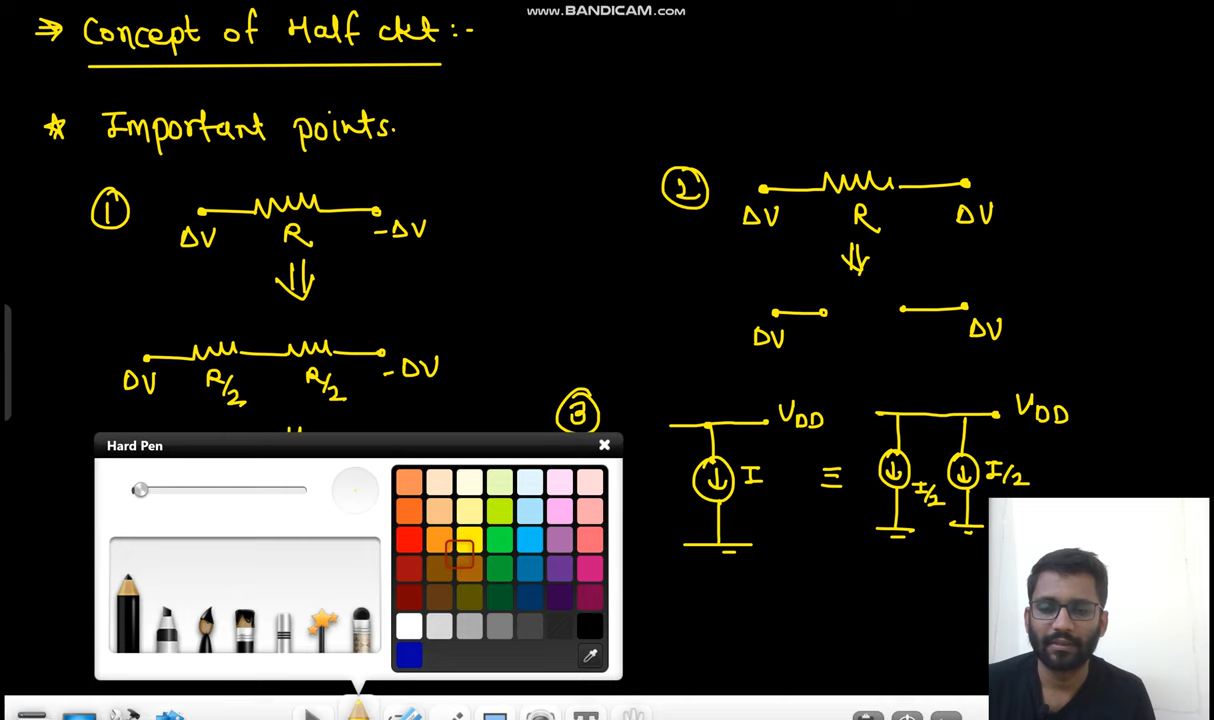 WWW.BANDICAM.COM
⇒ Concept of Half ckt :-
* Important points.
① ΔV R -ΔV
② ΔV R ΔV
⇓
⇓
ΔV ΔV
ΔV R/2 R/2 -ΔV
③ VDD I ≡ VDD I/2 I/2
Hard Pen